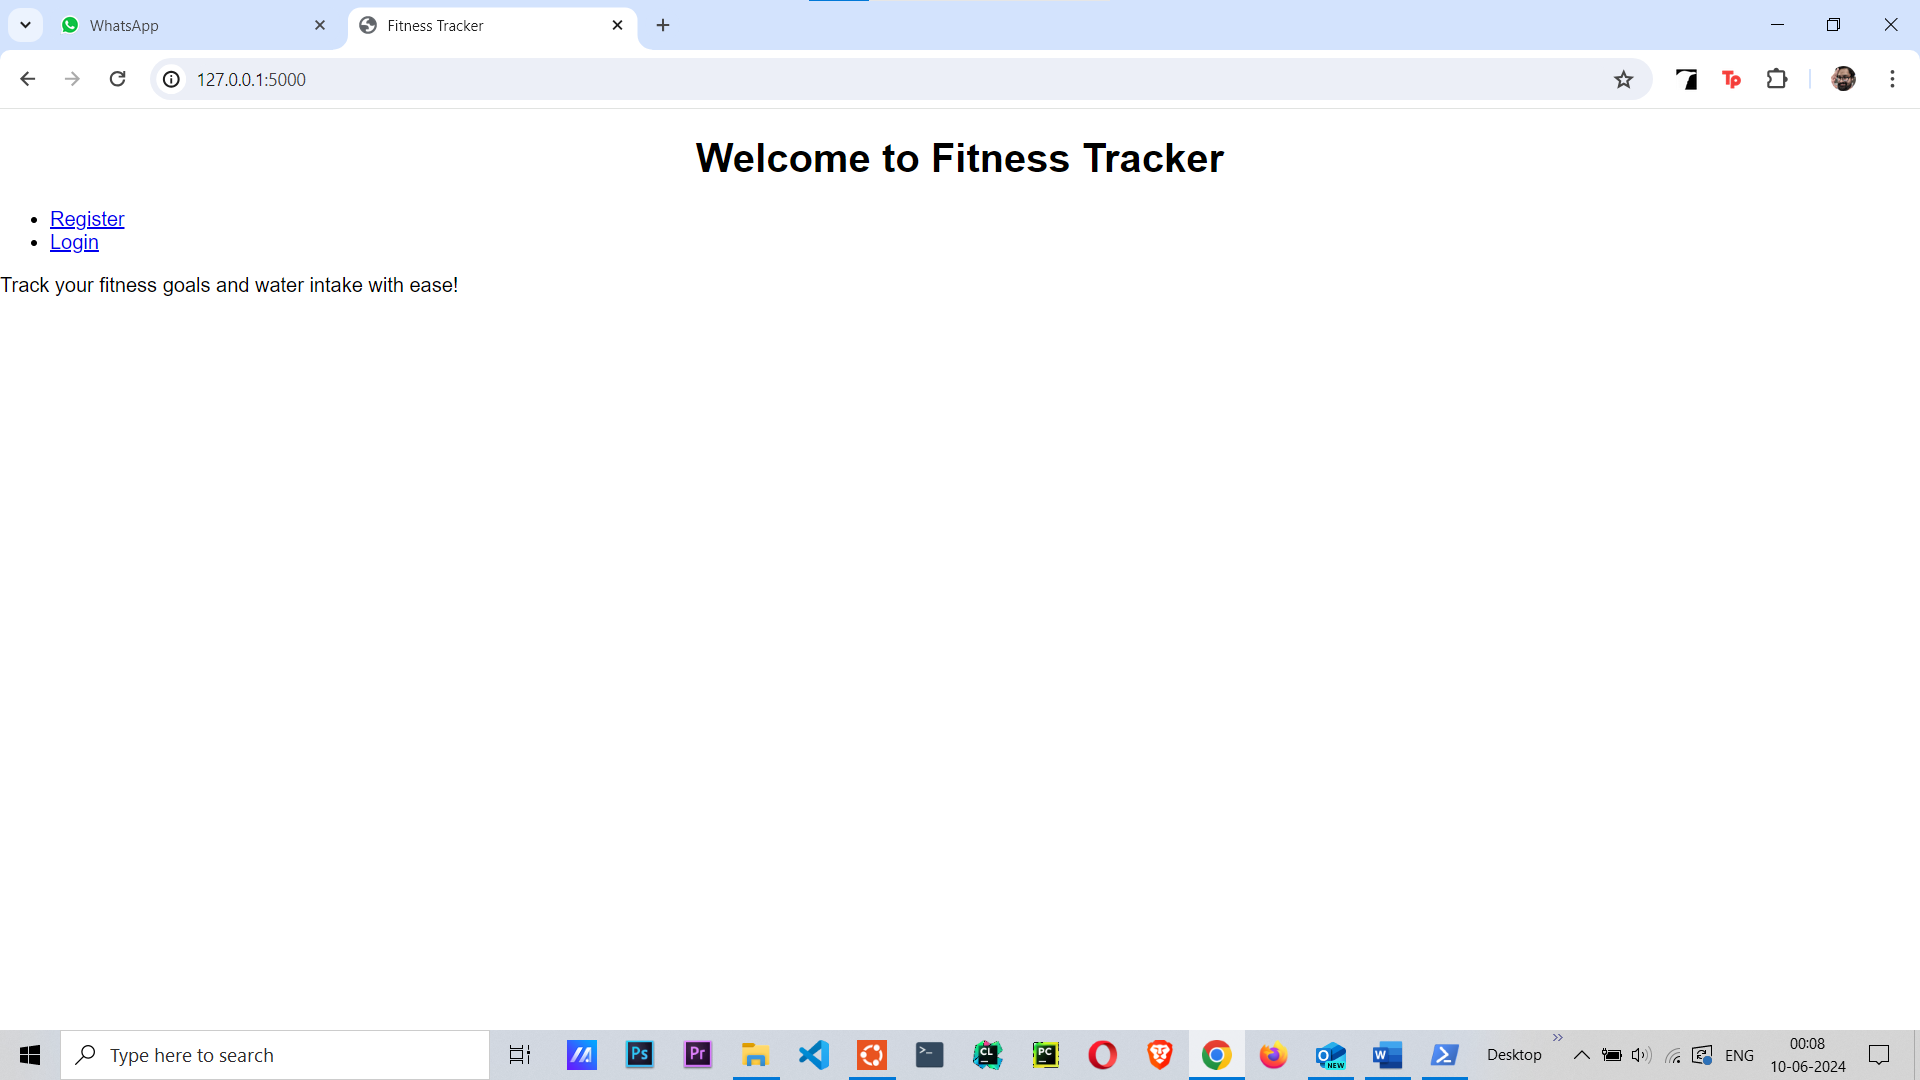 WhatsApp
Fitness Tracker
127.0.0.1:5000
Tp
Welcome to Fitness Tracker
Register
Login
Track your fitness goals and water intake with ease!
Type here to search
Ps
Pr
>_
CL
PC
O
NEW
W
Desktop
ENG
00:08
10-06-2024